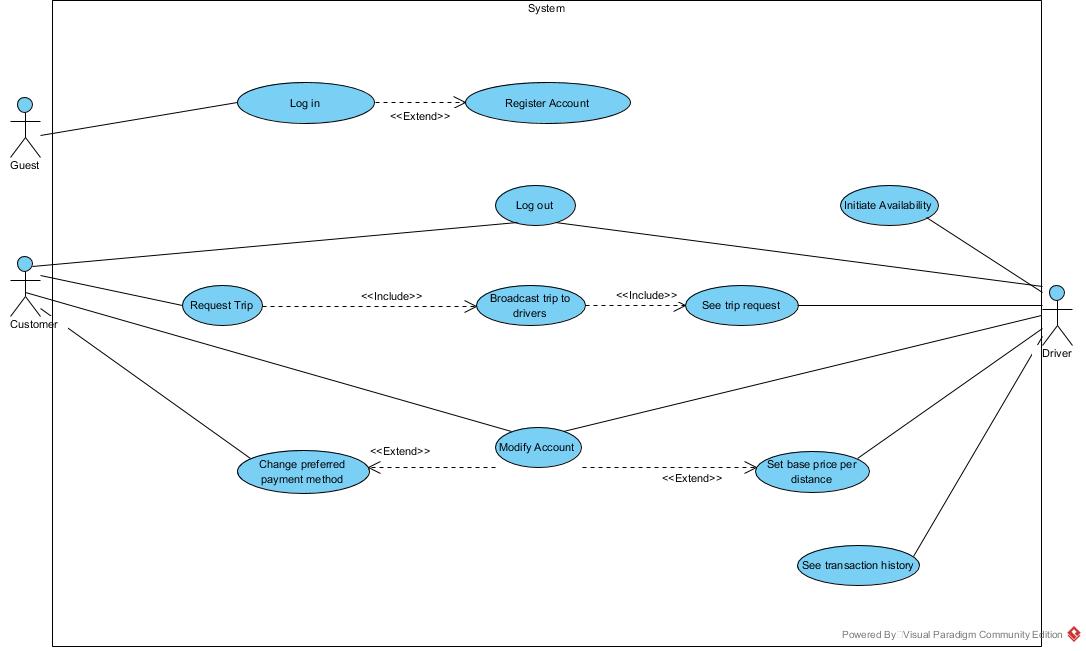 System
Log in
<<Extend>>
Register Account
Guest
Log out
Initiate Availability
Customer
Request Trip
<<Include>>
Broadcast trip to
drivers
<<Include>>
See trip request
Driver
Modify Account
<<Extend>>
Change preferred
payment method
<<Extend>>
Set base price per
distance
See transaction history
Powered By Visual Paradigm Community Edition